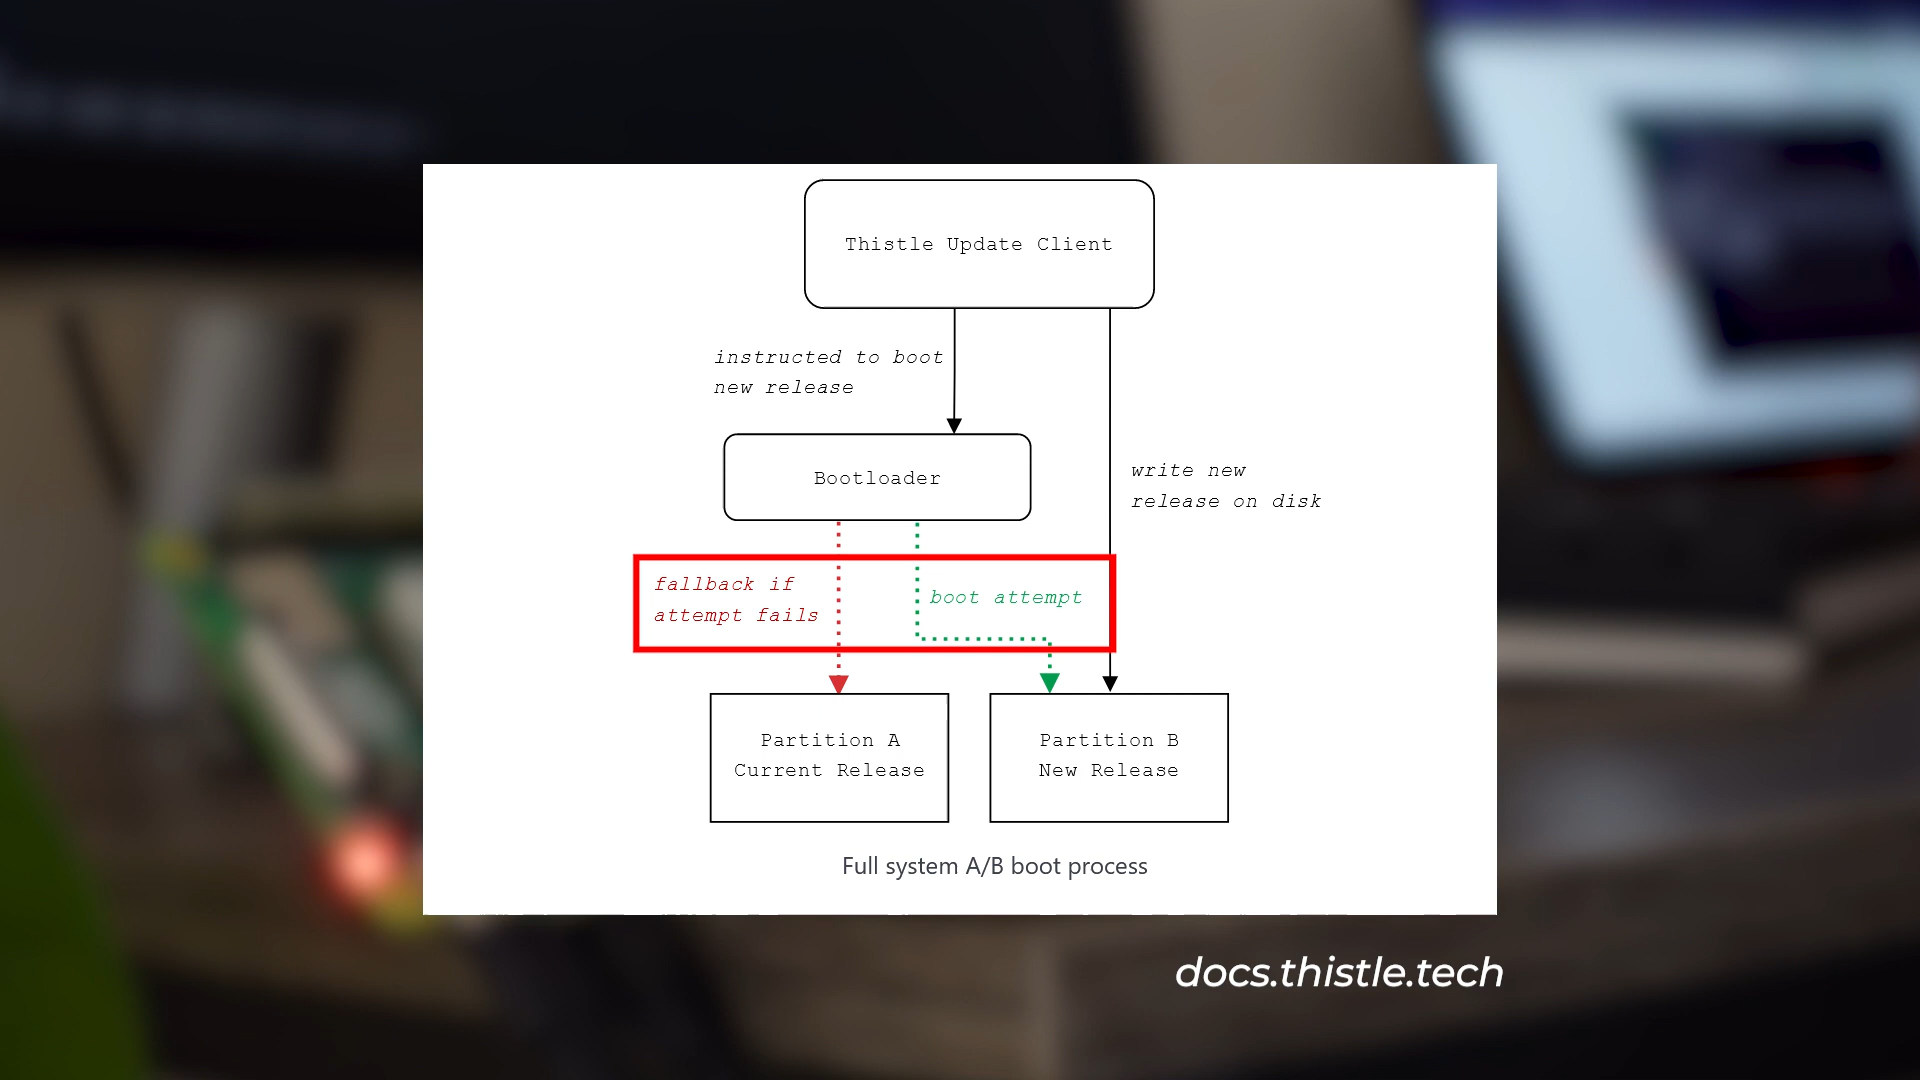 Thistle Update Client
instructed to boot
new release
Bootloader
write new
release on disk
fallback if
attempt fails
boot attempt
Partition A
Current Release
Partition B
New Release
Full system A/B boot process
docs.thistle.tech